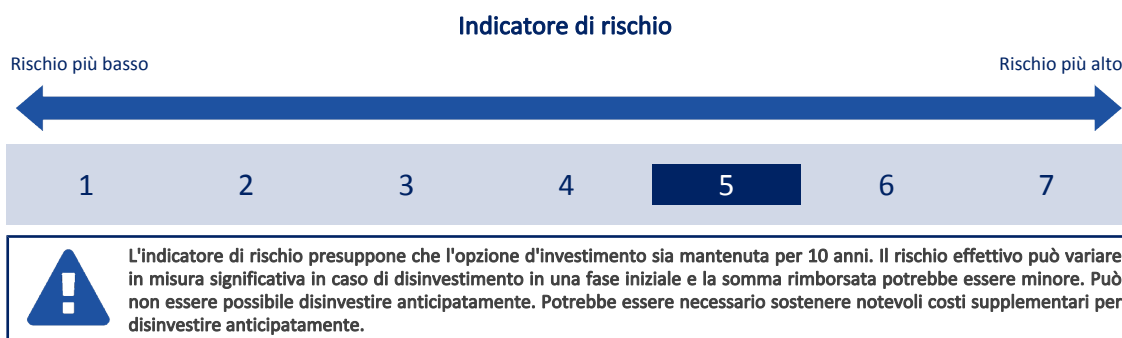 Indicatore di rischio
Rischio più basso
Rischio più alto
1 2 3 4 5 6 7
L'indicatore di rischio presuppone che l'opzione d'investimento sia mantenuta per 10 anni. Il rischio effettivo può variare
in misura significativa in caso di disinvestimento in una fase iniziale e la somma rimborsata potrebbe essere minore. Può
non essere possibile disinvestire anticipatamente. Potrebbe essere necessario sostenere notevoli costi supplementari per
disinvestire anticipatamente.